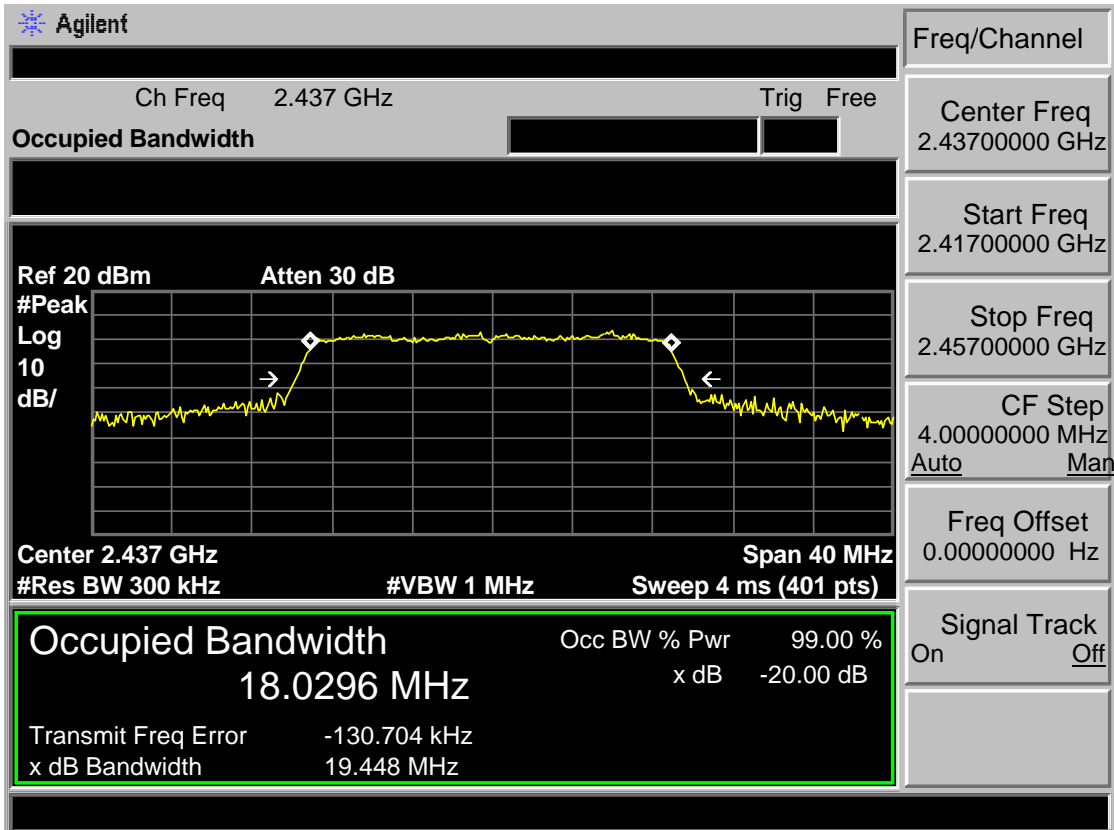 Agilent
Ch Freq 2.437 GHz Trig Free
Occupied Bandwidth
Ref 20 dBm Atten 30 dB
#Peak
Log
10
dB/
Center 2.437 GHz Span 40 MHz
#Res BW 300 kHz #VBW 1 MHz Sweep 4 ms (401 pts)
Occupied Bandwidth
18.0296 MHz
Occ BW % Pwr 99.00 %
x dB -20.00 dB
Transmit Freq Error -130.704 kHz
x dB Bandwidth 19.448 MHz
Freq/Channel
Center Freq
2.43700000 GHz
Start Freq
2.41700000 GHz
Stop Freq
2.45700000 GHz
CF Step
4.00000000 MHz
Auto Man
Freq Offset
0.00000000 Hz
Signal Track
On Off